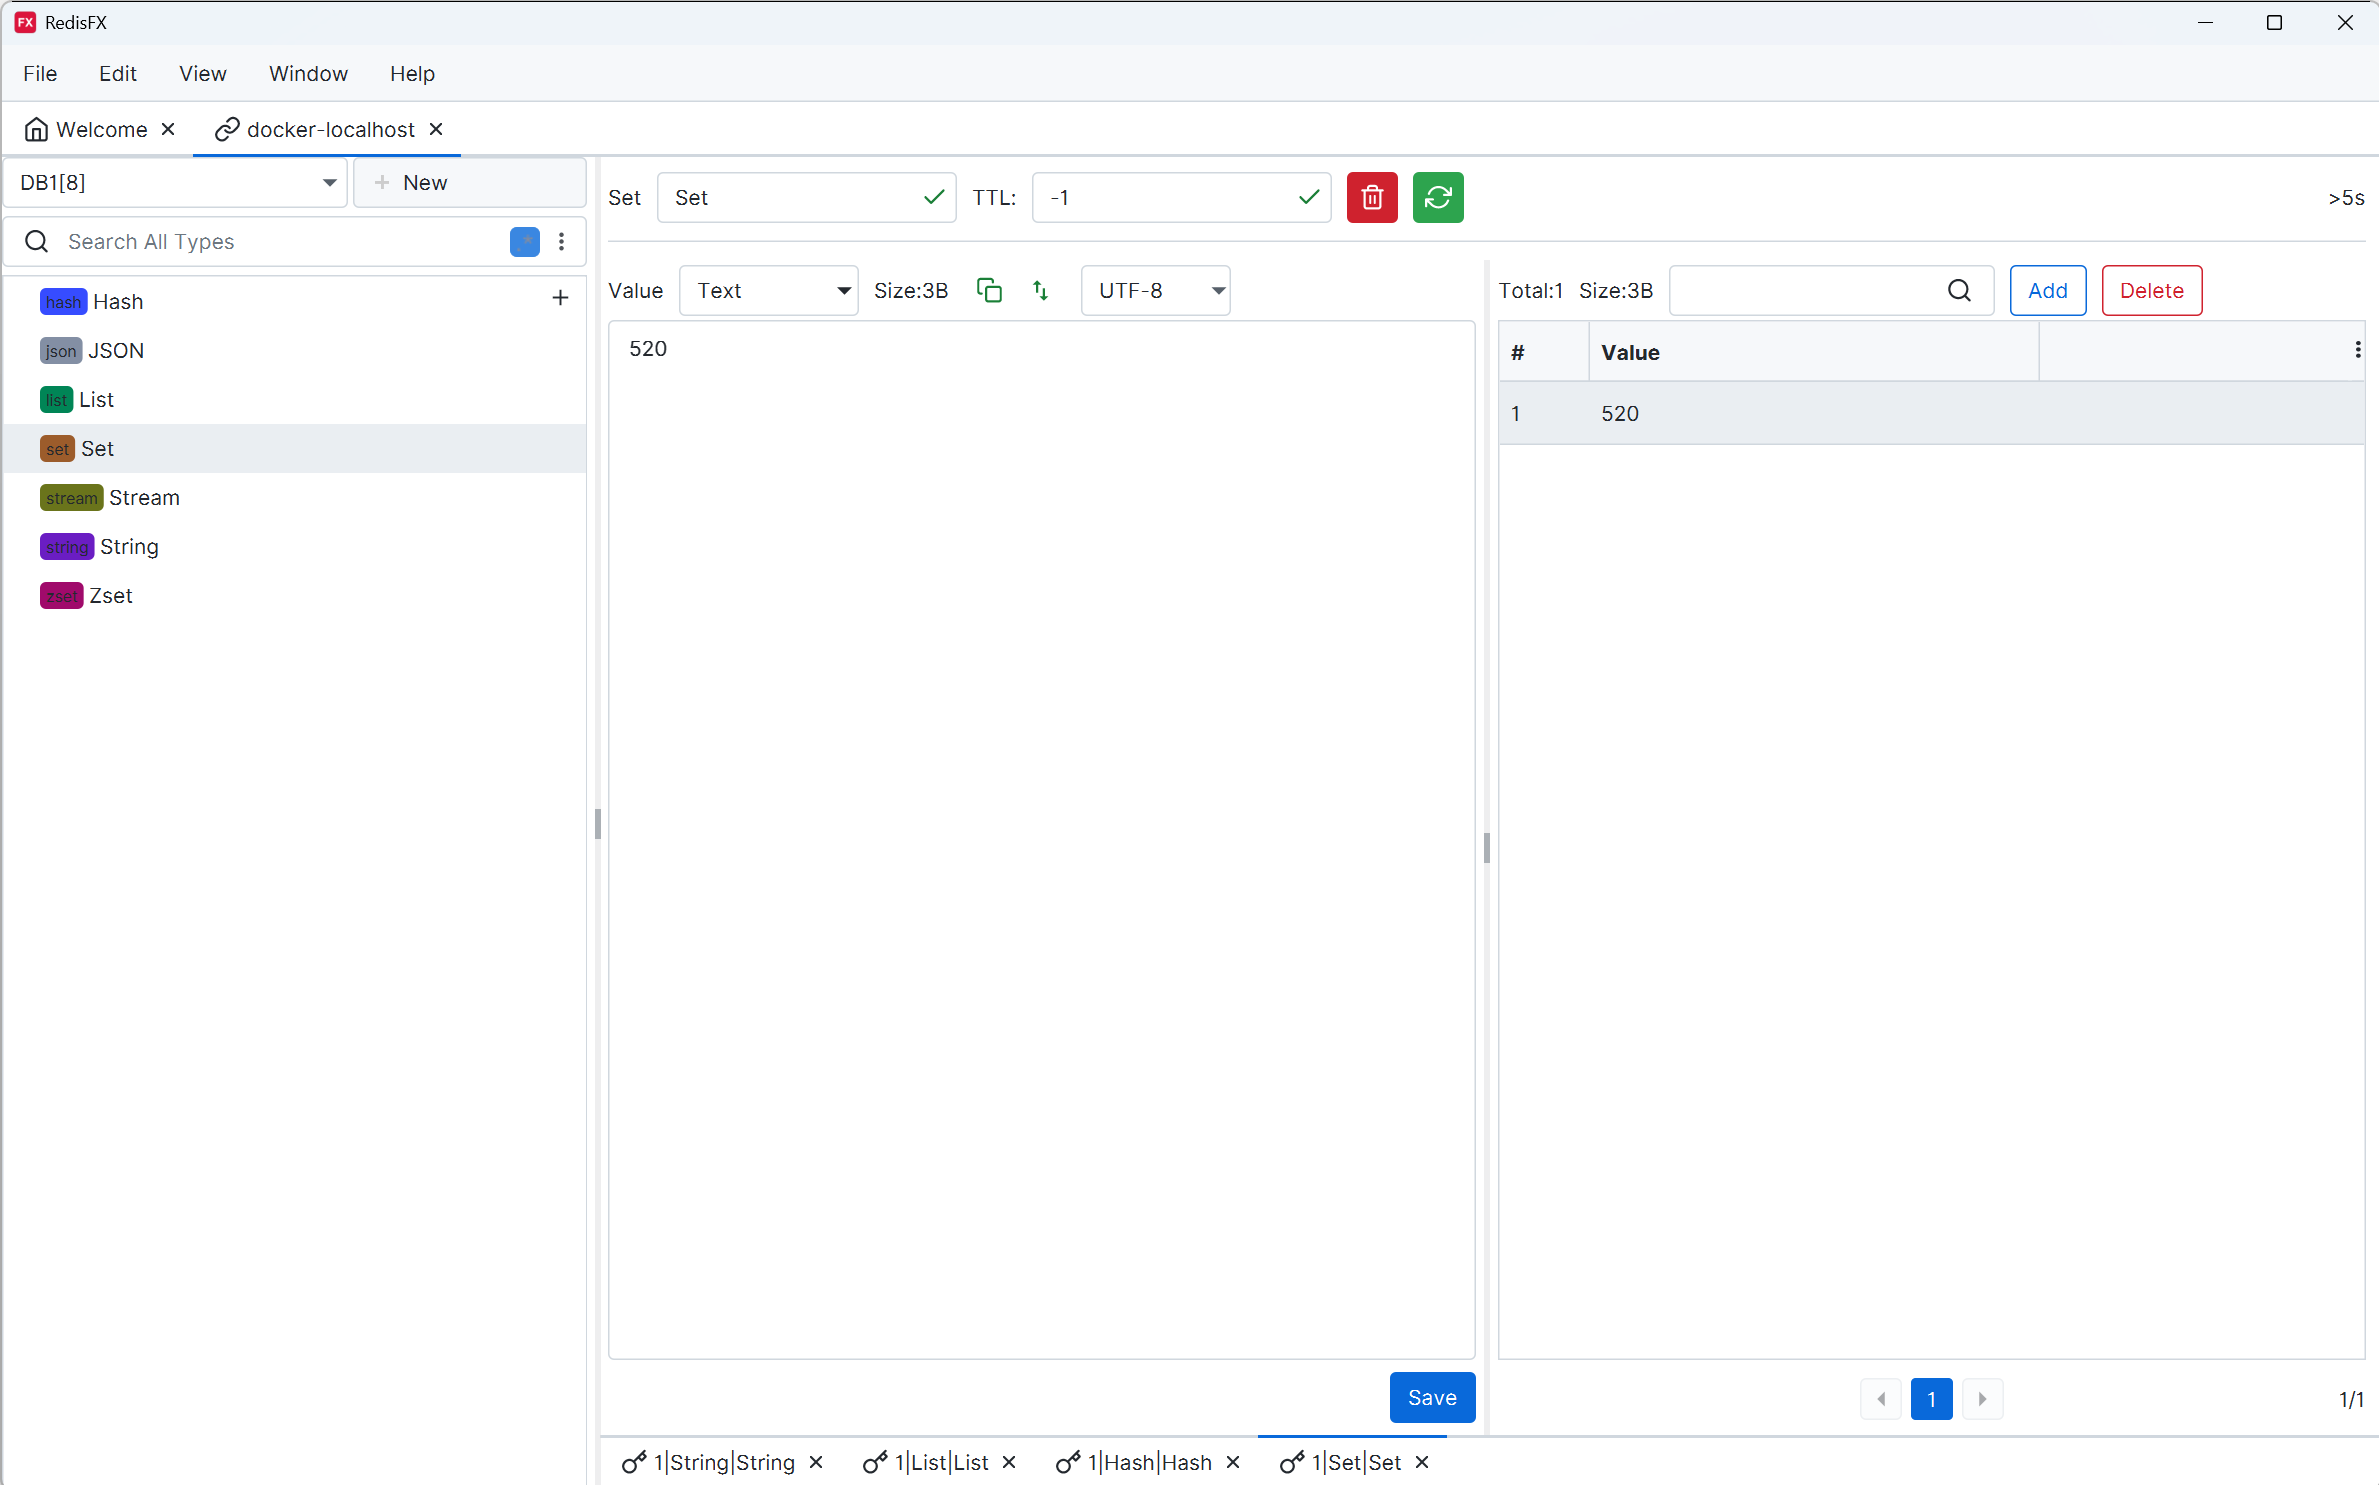 FX RedisFX
File Edit View Window Help
Welcome docker-localhost
DB1[8] + New
Search All Types .*
hash Hash
json JSON
list List
set Set
stream Stream
string String
zset Zset
Set Set TTL: -1 >5s
Value Text Size:3B UTF-8
520
Save
Total:1 Size:3B Add Delete
# Value
1 520
1 1/1
1|String|String 1|List|List 1|Hash|Hash 1|Set|Set